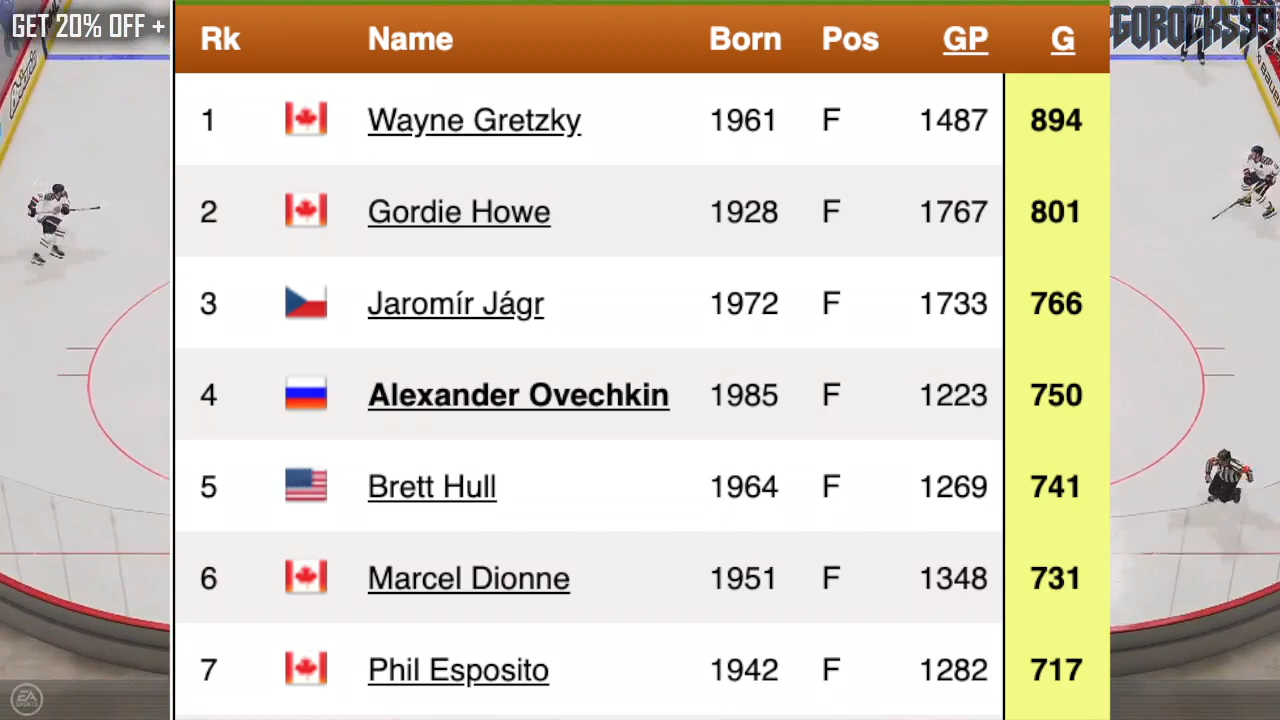 GET 20% OFF +
Rk Name Born Pos GP G
1 Wayne Gretzky 1961 F 1487 894
2 Gordie Howe 1928 F 1767 801
3 Jaromír Jágr 1972 F 1733 766
4 Alexander Ovechkin 1985 F 1223 750
5 Brett Hull 1964 F 1269 741
6 Marcel Dionne 1951 F 1348 731
7 Phil Esposito 1942 F 1282 717
EA
SPORTS